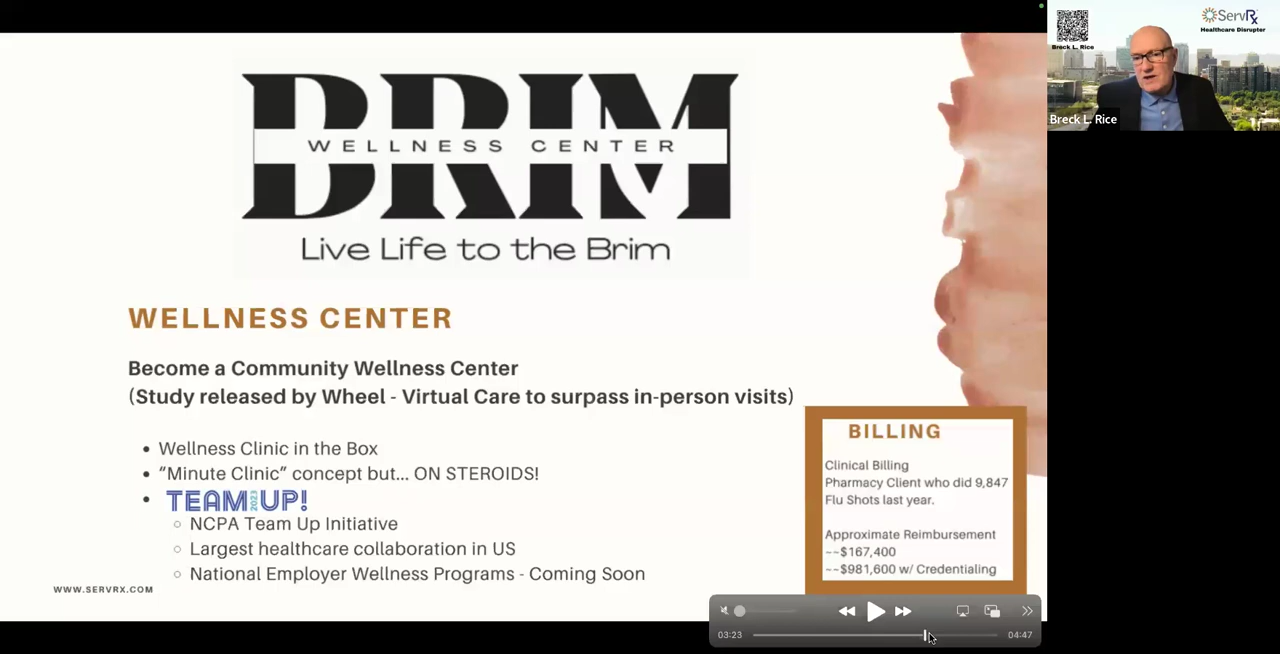 BRIM
WELLNESS CENTER
Live Life to the Brim
WELLNESS CENTER
Become a Community Wellness Center
(Study released by Wheel - Virtual Care to surpass in-person visits)
• Wellness Clinic in the Box
• “Minute Clinic” concept but... ON STEROIDS!
• TEAM 2023 UP!
○ NCPA Team Up Initiative
○ Largest healthcare collaboration in US
○ National Employer Wellness Programs - Coming Soon
WWW.SERVRX.COM
BILLING
Clinical Billing
Pharmacy Client who did 9,847
Flu Shots last year.
Approximate Reimbursement
~~$167,400
~~$981,600 w/ Credentialing
03:23
04:47
Breck L. Rice
ServRx
Healthcare Disrupter
Breck L. Rice